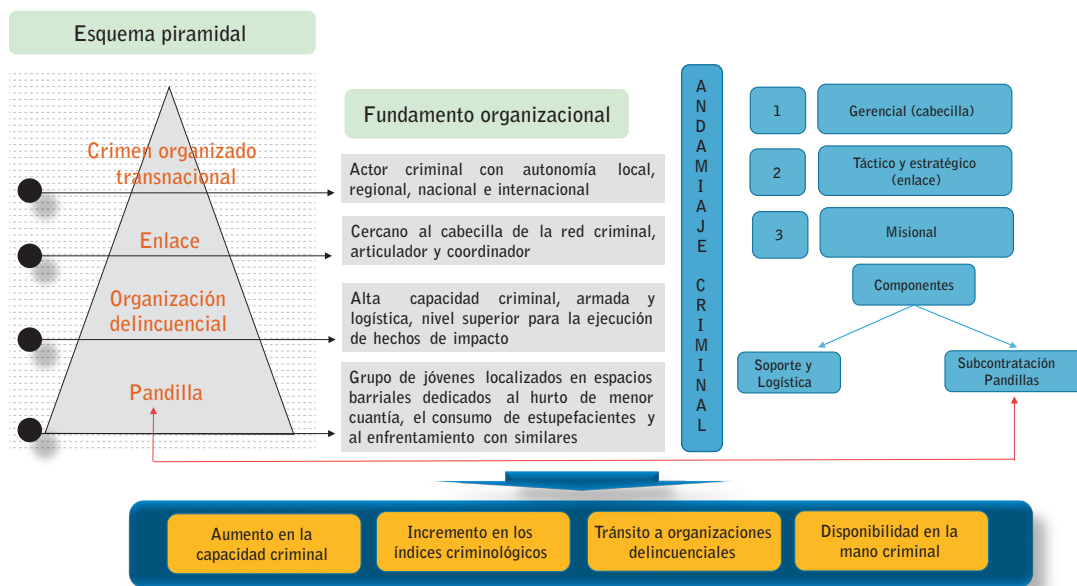 Esquema piramidal
Crimen organizado
transnacional
Enlace
Organización
delincuencial
Pandilla
Fundamento organizacional
Actor criminal con autonomía local,
regional, nacional e internacional
Cercano al cabecilla de la red criminal,
articulador y coordinador
Alta capacidad criminal, armada y
logística, nivel superior para la ejecución
de hechos de impacto
Grupo de jóvenes localizados en espacios
barriales dedicados al hurto de menor
cuantía, el consumo de estupefacientes y
al enfrentamiento con similares
ANDAMIAJE CRIMINAL
1
Gerencial (cabecilla)
2
Táctico y estratégico
(enlace)
3
Misional
Componentes
Soporte y
Logística
Subcontratación
Pandillas
Aumento en la
capacidad criminal
Incremento en los
índices criminológicos
Tránsito a organizaciones
delincuenciales
Disponibilidad en la
mano criminal